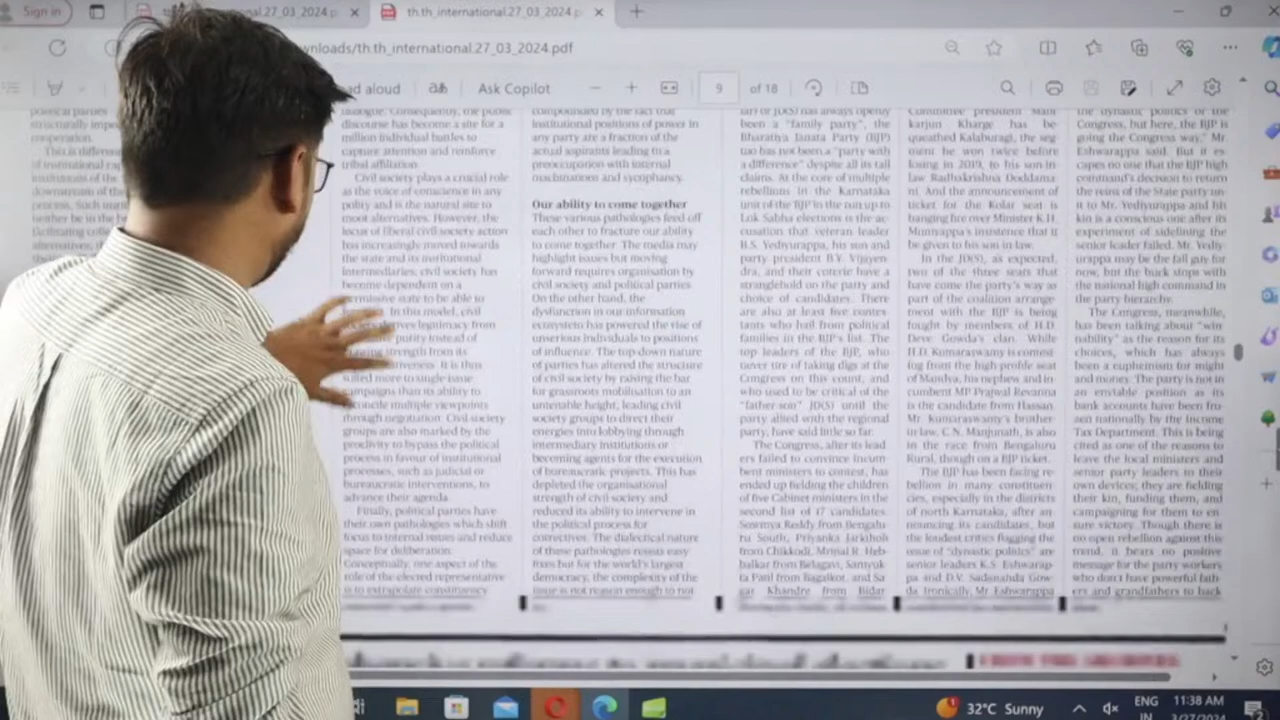 Sign in
onal.27_03_2024.p
th.th_international.27_03_2024.p
wnloads/th.th_international.27_03_2024.pdf
ad aloud
Ask Copilot
9 of 18
political parties
structurally
cooperation.
This is
process. Such
dialogue. Consequently, the public
discourse has become a site for a
million individual battles to
capture attention and reinforce
tribal affiliation.
Civil society plays a crucial role
as the voice of conscience in any
polity and is the natural site to
moot alternatives. However, the
locus of liberal civil society action
has increasingly moved towards
the state and its institutional
intermediaries; civil society has
become dependent on a
permissive state to be able to
In this model, civil
derives legitimacy from
purity instead of
strength from its
It is thus
suited more to single-issue
campaigns than its ability to
reconcile multiple viewpoints
through negotiation. Civil society
groups are also marked by the
proclivity to bypass the political
process in favour of institutional
processes, such as judicial or
bureaucratic interventions, to
advance their agenda.
Finally, political parties have
their own pathologies which shift
focus to internal issues and reduce
space for deliberation.
Conceptually, one aspect of the
role of the elected representative
is to extrapolate constituency
compounded by the fact that
institutional positions of power in
any party are a fraction of the
actual aspirants leading to a
preoccupation with internal
machinations and sycophancy.
Our ability to come together
These various pathologies feed off
each other to fracture our ability
to come together. The media may
highlight issues but moving
forward requires organisation by
civil society and political parties.
On the other hand, the
dysfunction in our information
ecosystem has powered the rise of
unserious individuals to positions
of influence. The top-down nature
of parties has altered the structure
of civil society by raising the bar
for grassroots mobilisation to an
untenable height, leading civil
society groups to direct their
energies into lobbying through
intermediary institutions or
becoming agents for the execution
of bureaucratic projects. This has
depleted the organisational
strength of civil society and
reduced its ability to intervene in
the political process for
correctives. The dialectical nature
of these pathologies resists easy
fixes but for the world's largest
democracy, the complexity of the
issue is not reason enough to not
lar) or JD(S) has always openly
been a "family party", the
Bharatiya Janata Party (BJP)
too has not been a "party with
a difference" despite all its tall
claims. At the core of multiple
rebellions in the Karnataka
unit of the BJP in the run up to
Lok Sabha elections is the ac-
cusation that veteran leader
B.S. Yediyurappa, his son and
party president B.Y. Vijayen-
dra, and their coterie have a
stranglehold on the party and
choice of candidates. There
are also at least five contes-
tants who hail from political
families in the BJP's list. The
top leaders of the BJP, who
never tire of taking digs at the
Congress on this count, and
who used to be critical of the
"father-son" JD(S) until the
party allied with the regional
party, have said little so far.
The Congress, after its lead-
ers failed to convince incum-
bent ministers to contest, has
ended up fielding the children
of five Cabinet ministers in the
second list of 17 candidates.
Sowmya Reddy from Bengalu-
ru South, Priyanka Jarkiholi
from Chikkodi, Mrinal R. Heb-
balkar from Belagavi, Samyuk-
ta Patil from Bagalkot, and Sa-
gar Khandre from Bidar
Committee president Malli-
karjun Kharge has be-
queathed Kalaburagi, the seg-
ment he won twice before
losing in 2019, to his son-in-
law Radhakrishna Doddama-
ni. And the announcement of
ticket for the Kolar seat is
hanging fire over Minister K.H.
Muniyappa's insistence that it
be given to his son-in-law.
In the JD(S), as expected,
two of the three seats that
have come the party's way as
part of the coalition arrange-
ment with the BJP is being
fought by members of H.D.
Deve Gowda's clan. While
H.D. Kumaraswamy is contest-
ing from the high-profile seat
of Mandya, his nephew and in-
cumbent MP Prajwal Revanna
is the candidate from Hassan.
Mr. Kumaraswamy's brother-
in-law, C.N. Manjunath, is also
in the race from Bengaluru
Rural, though on a BJP ticket.
The BJP has been facing re-
bellion in many constituen-
cies, especially in the districts
of north Karnataka, after an-
nouncing its candidates, but
the loudest critics flagging the
issue of "dynastic politics" are
senior leaders K.S. Eshwarap-
pa and D.V. Sadananda Gow-
da. Ironically, Mr. Eshwarappa
the dynastic politics of the
Congress, but here, the BJP is
going the Congress way," Mr.
Eshwarappa said. But it es-
capes no one that the BJP high
command's decision to return
the reins of the State party un-
it to Mr. Yediyurappa and his
kin is a conscious one after its
experiment of sidelining the
senior leader failed. Mr. Yediy-
urappa may be the fall guy for
now, but the buck stops with
the national high command in
the party hierarchy.
The Congress, meanwhile,
has been talking about "win-
nability" as the reason for its
choices, which has always
been a euphemism for might
and money. The party is not in
an enviable position as its
bank accounts have been fro-
zen nationally by the Income
Tax Department. This is being
cited as one of the reasons to
leave the local ministers and
senior party leaders to their
own devices; they are fielding
their kin, funding them, and
campaigning for them to en-
sure victory. Though there is
no open rebellion against this
trend, it bears no positive
message for the party workers
who don't have powerful fath-
ers and grandfathers to back
32°C Sunny
ENG
IN
11:38 AM
3/27/2024